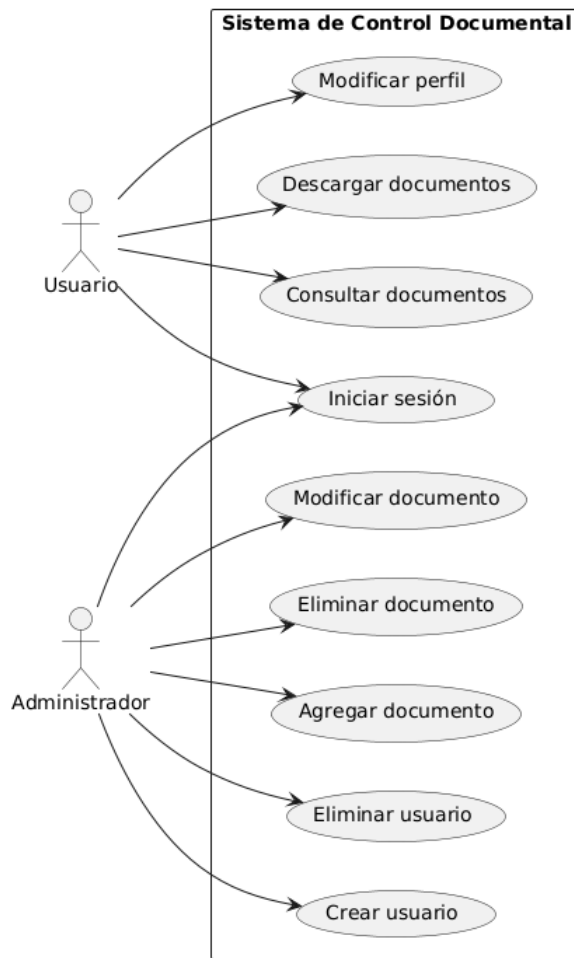 Sistema de Control Documental
Modificar perfil
Descargar documentos
Usuario
Consultar documentos
Iniciar sesión
Modificar documento
Eliminar documento
Administrador
Agregar documento
Eliminar usuario
Crear usuario